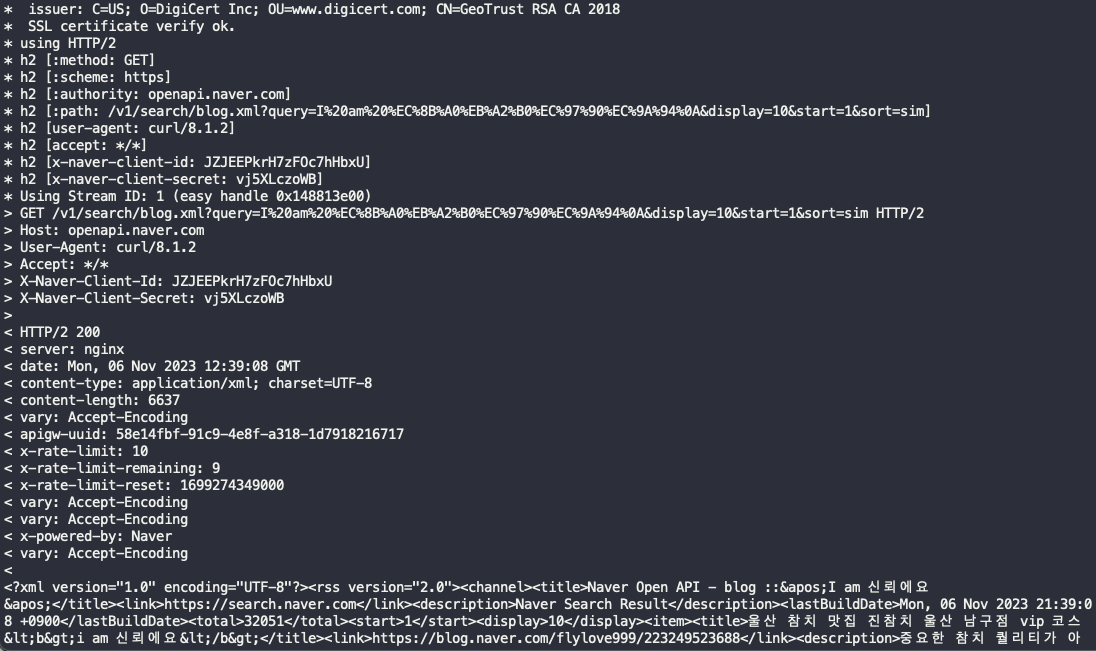 *  issuer: C=US; O=DigiCert Inc; OU=www.digicert.com; CN=GeoTrust RSA CA 2018
*  SSL certificate verify ok.
* using HTTP/2
* h2 [:method: GET]
* h2 [:scheme: https]
* h2 [:authority: openapi.naver.com]
* h2 [:path: /v1/search/blog.xml?query=I%20am%20%EC%8B%A0%EB%A2%B0%EC%97%90%EC%9A%94%0A&display=10&start=1&sort=sim]
* h2 [user-agent: curl/8.1.2]
* h2 [accept: */*]
* h2 [x-naver-client-id: JZJEEPkrH7zFOc7hHbxU]
* h2 [x-naver-client-secret: vj5XLczoWB]
* Using Stream ID: 1 (easy handle 0x148813e00)
> GET /v1/search/blog.xml?query=I%20am%20%EC%8B%A0%EB%A2%B0%EC%97%90%EC%9A%94%0A&display=10&start=1&sort=sim HTTP/2
> Host: openapi.naver.com
> User-Agent: curl/8.1.2
> Accept: */*
> X-Naver-Client-Id: JZJEEPkrH7zFOc7hHbxU
> X-Naver-Client-Secret: vj5XLczoWB
>
< HTTP/2 200
< server: nginx
< date: Mon, 06 Nov 2023 12:39:08 GMT
< content-type: application/xml; charset=UTF-8
< content-length: 6637
< vary: Accept-Encoding
< apigw-uuid: 58e14fbf-91c9-4e8f-a318-1d7918216717
< x-rate-limit: 10
< x-rate-limit-remaining: 9
< x-rate-limit-reset: 1699274349000
< vary: Accept-Encoding
< vary: Accept-Encoding
< x-powered-by: Naver
< vary: Accept-Encoding
<
<?xml version="1.0" encoding="UTF-8"?><rss version="2.0"><channel><title>Naver Open API - blog ::&apos;I am 신뢰에요
&apos;</title><link>https://search.naver.com</link><description>Naver Search Result</description><lastBuildDate>Mon, 06 Nov 2023 21:39:0
8 +0900</lastBuildDate><total>32051</total><start>1</start><display>10</display><item><title>울산 참치 맛집 진참치 울산 남구점 vip 코스
&lt;b&gt;i am 신뢰에요&lt;/b&gt;</title><link>https://blog.naver.com/flylove999/223249523688</link><description>중요한 참치 퀄리티가 아